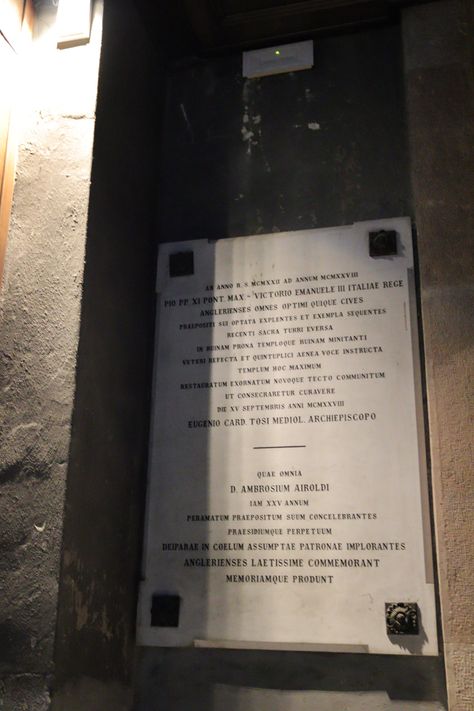 AB ANNO R. S. MCMXXII AD ANNUM MCMXXVIII
PIO PP. XI PONT. MAX - VICTORIO EMANUELE III ITALIAE REGE
ANGLERIENSES OMNES OPTIMI QUIQUE CIVES
PRAEPOSITI SUI OPTATA EXPLENTES ET EXEMPLA SEQUENTES
RECENTI SACRA TURRI EVERSA
IN RUINAM PRONA TEMPLOQUE RUINAM MINITANTI
VETERI REFECTA ET QUINTUPLICI AENEA VOCE INSTRUCTA
TEMPLUM HOC MAXIMUM
RESTAURATUM EXORNATUM NOVOQUE TECTO COMMUNITUM
UT CONSECRARETUR CURAVERE
DIE XV SEPTEMBRIS ANNI MCMXXVIII
EUGENIO CARD. TOSI MEDIOL. ARCHIEPISCOPO
QUAE OMNIA
D. AMBROSIUM AIROLDI
IAM XXV ANNUM
PERAMATUM PRAEPOSITUM SUUM CONCELEBRANTES
PRAESIDIUMQUE PERPETUUM
DEIPARAE IN COELUM ASSUMPTAE PATRONAE IMPLORANTES
ANGLERIENSES LAETISSIME COMMEMORANT
MEMORIAMQUE PRODUNT